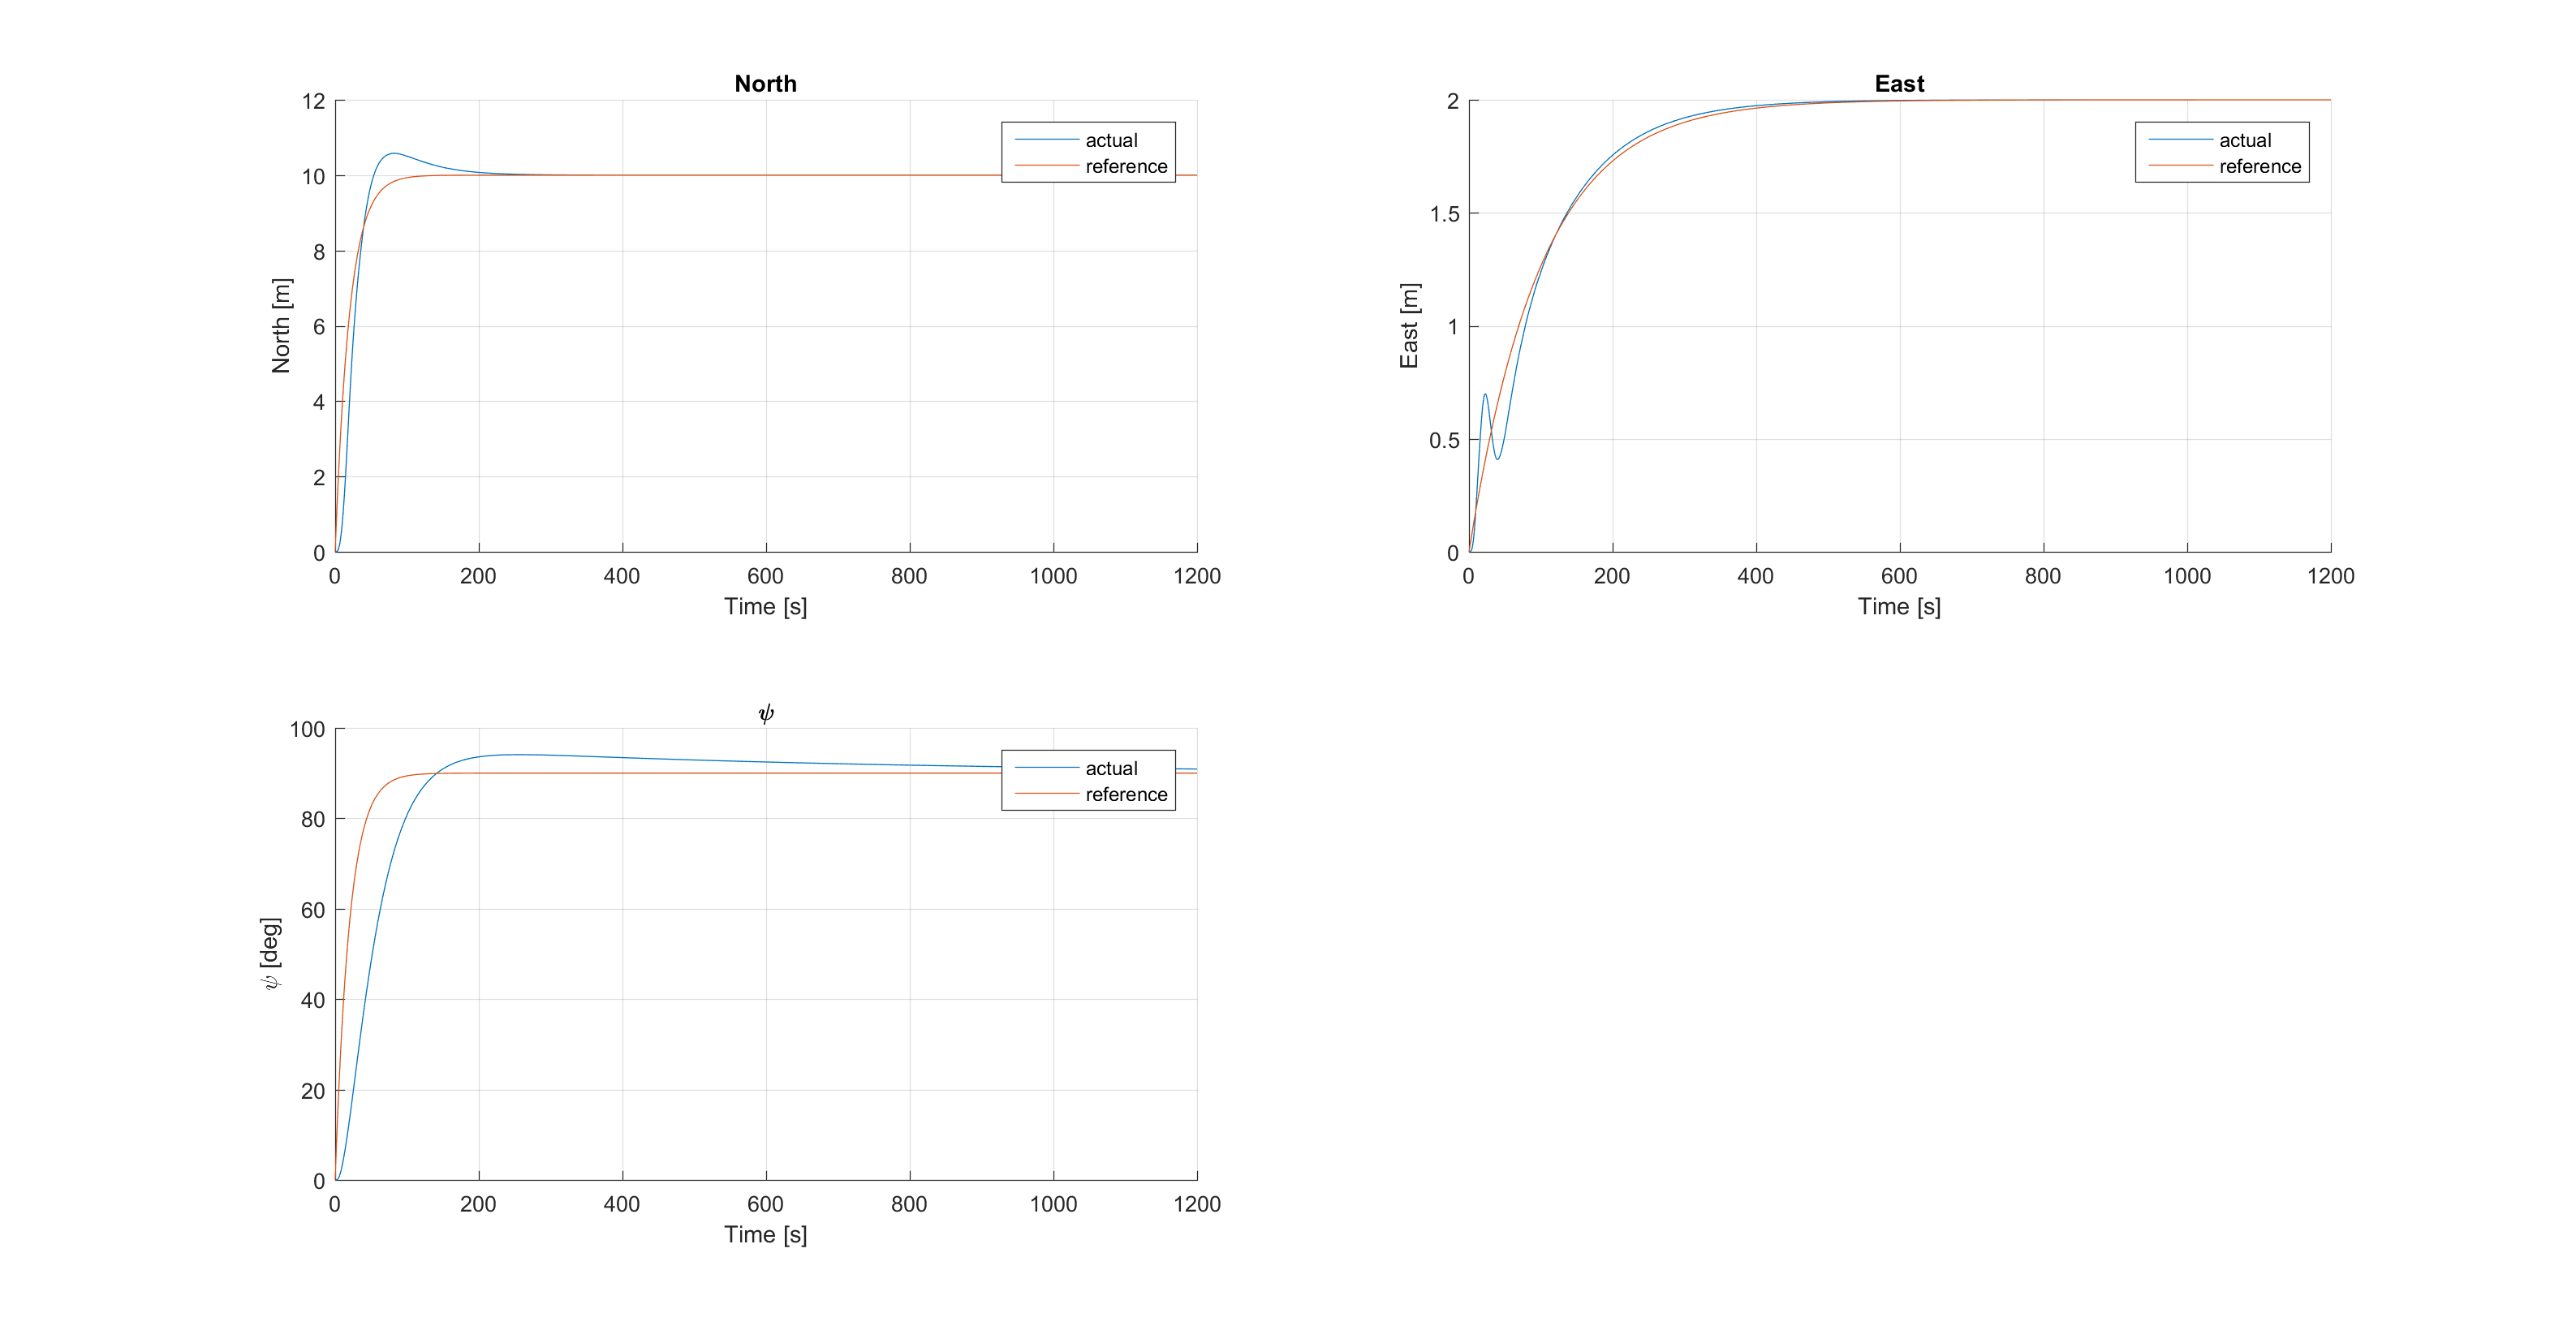 North
12
10
8
6
4
2
0
North [m]
0 200 400 600 800 1000 1200
Time [s]
actual
reference
East
2
1.5
1
0.5
0
East [m]
0 200 400 600 800 1000 1200
Time [s]
actual
reference
ψ
100
80
60
40
20
0
ψ [deg]
0 200 400 600 800 1000 1200
Time [s]
actual
reference